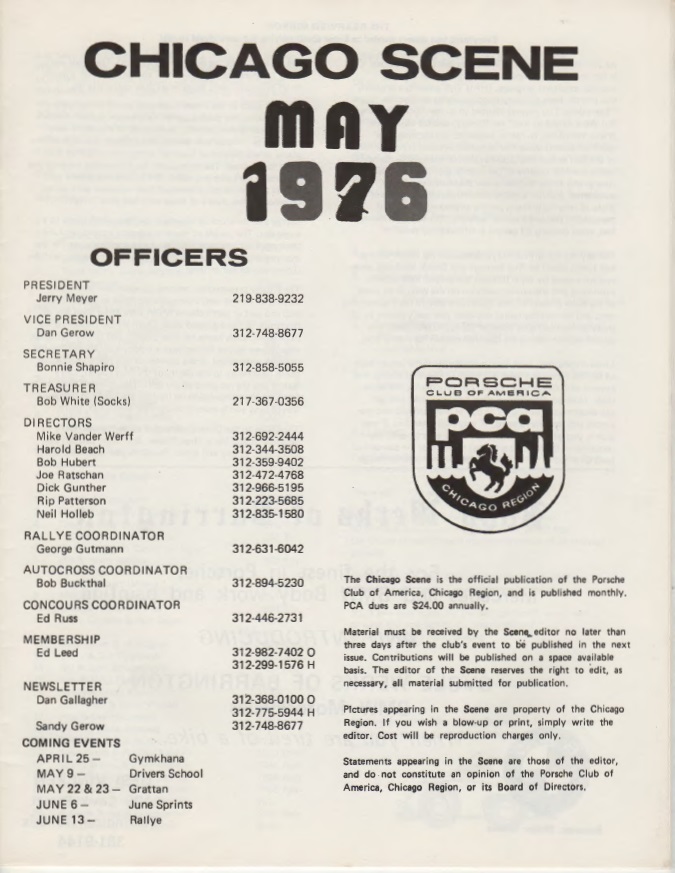 CHICAGO SCENE
MAY
1976
OFFICERS
PRESIDENT
Jerry Meyer 219-838-9232
VICE PRESIDENT
Dan Gerow 312-748-8677
SECRETARY
Bonnie Shapiro 312-858-5055
TREASURER
Bob White (Socks) 217-367-0356
DIRECTORS
Mike Vander Werff 312-692-2444
Harold Beach 312-344-3508
Bob Hubert 312-359-9402
Joe Ratschan 312-472-4768
Dick Gunther 312-966-5195
Rip Patterson 312-223-5685
Neil Holleb 312-835-1580
RALLYE COORDINATOR
George Gutmann 312-631-6042
AUTOCROSS COORDINATOR
Bob Buckthal 312-894-5230
CONCOURS COORDINATOR
Ed Russ 312-446-2731
MEMBERSHIP
Ed Leed 312-982-7402 O
312-299-1576 H
NEWSLETTER
Dan Gallagher 312-368-0100 O
312-775-5944 H
Sandy Gerow 312-748-8677
COMING EVENTS
APRIL 25 – Gymkhana
MAY 9 – Drivers School
MAY 22 & 23 – Grattan
JUNE 6 – June Sprints
JUNE 13 – Rallye
PORSCHE
CLUB OF AMERICA
pca
CHICAGO REGION
The Chicago Scene is the official publication of the Porsche
Club of America, Chicago Region, and is published monthly.
PCA dues are $24.00 annually.
Material must be received by the Scene editor no later than
three days after the club's event to be published in the next
issue. Contributions will be published on a space available
basis. The editor of the Scene reserves the right to edit, as
necessary, all material submitted for publication.
Pictures appearing in the Scene are property of the Chicago
Region. If you wish a blow-up or print, simply write the
editor. Cost will be reproduction charges only.
Statements appearing in the Scene are those of the editor,
and do not constitute an opinion of the Porsche Club of
America, Chicago Region, or its Board of Directors.